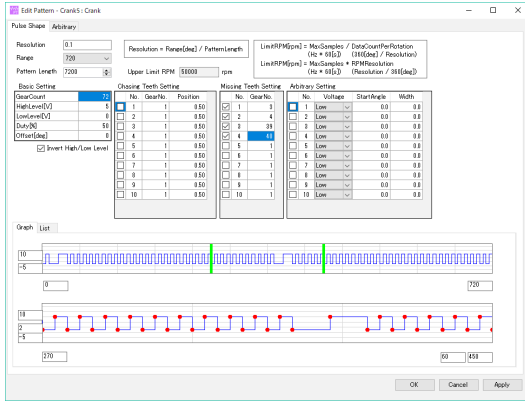 Edit Pattern - Crank5 : Crank
Pulse Shape Arbitrary
Resolution 0.1
Range 720
Pattern Length 7200
Resolution = Range[deg] / PatternLength
Upper Limit RPM 50000 rpm
LimitRPM[rpm] = MaxSamples / DataCountPerRotation
(Hz * 60[s]) (360[deg] / Resolution)
LimitRPM[rpm] = MaxSamples * RPMResolution
(Hz * 60[s]) (Resolution / 360[deg])
Basic Setting
GearCount 72
HighLevel[V] 5
LowLevel[V] 0
Duty[%] 50
Offset[deg] 0
Invert High/Low Level
Chasing Teeth Setting
No. GearNo. Position
1 1 0.50
2 1 0.50
3 1 0.50
4 1 0.50
5 1 0.50
6 1 0.50
7 1 0.50
8 1 0.50
9 1 0.50
10 1 0.50
Missing Teeth Setting
No. GearNo.
1 3
2 4
3 39
4 40
5 1
6 1
7 1
8 1
9 1
10 1
Arbitrary Setting
No. Voltage StartAngle Width
1 Low 0.0 0.0
2 Low 0.0 0.0
3 Low 0.0 0.0
4 Low 0.0 0.0
5 Low 0.0 0.0
6 Low 0.0 0.0
7 Low 0.0 0.0
8 Low 0.0 0.0
9 Low 0.0 0.0
10 Low 0.0 0.0
Graph List
10
-5
0 720
10
2
-5
270 60 450
OK Cancel Apply